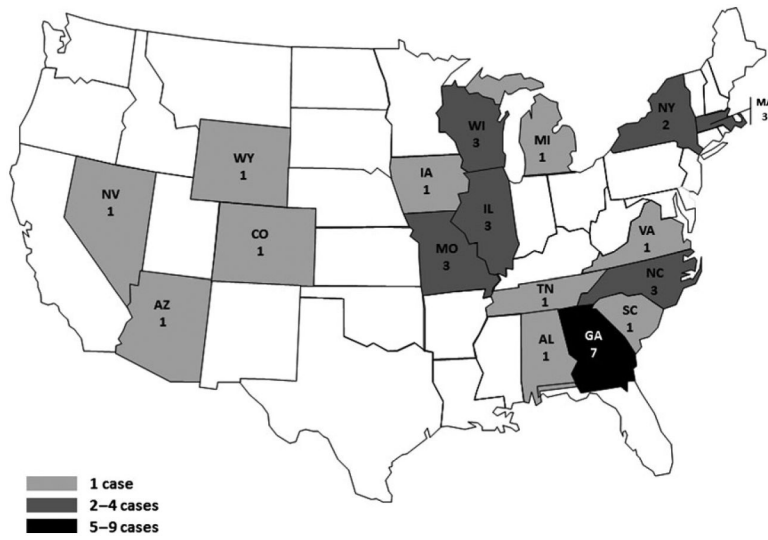 NY
2
MA
3
WI
3
MI
1
WY
1
IA
1
NV
1
IL
3
CO
1
MO
3
VA
1
NC
3
TN
1
AZ
1
SC
1
AL
1
GA
7
1 case
2–4 cases
5–9 cases